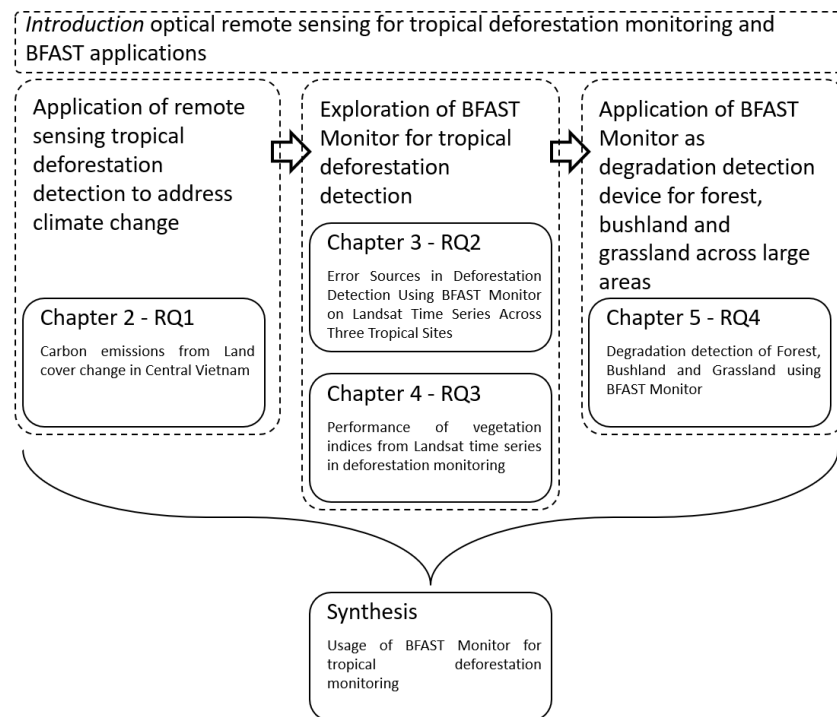 Introduction optical remote sensing for tropical deforestation monitoring and
BFAST applications
Application of remote
sensing tropical
deforestation
detection to address
climate change
Chapter 2 - RQ1
Carbon emissions from Land
cover change in Central Vietnam
Exploration of BFAST
Monitor for tropical
deforestation
detection
Chapter 3 - RQ2
Error Sources in Deforestation
Detection Using BFAST Monitor
on Landsat Time Series Across
Three Tropical Sites
Chapter 4 - RQ3
Performance of vegetation
indices from Landsat time series
in deforestation monitoring
Application of BFAST
Monitor as
degradation detection
device for forest,
bushland and
grassland across large
areas
Chapter 5 - RQ4
Degradation detection of Forest,
Bushland and Grassland using
BFAST Monitor
Synthesis
Usage of BFAST Monitor for
tropical deforestation
monitoring